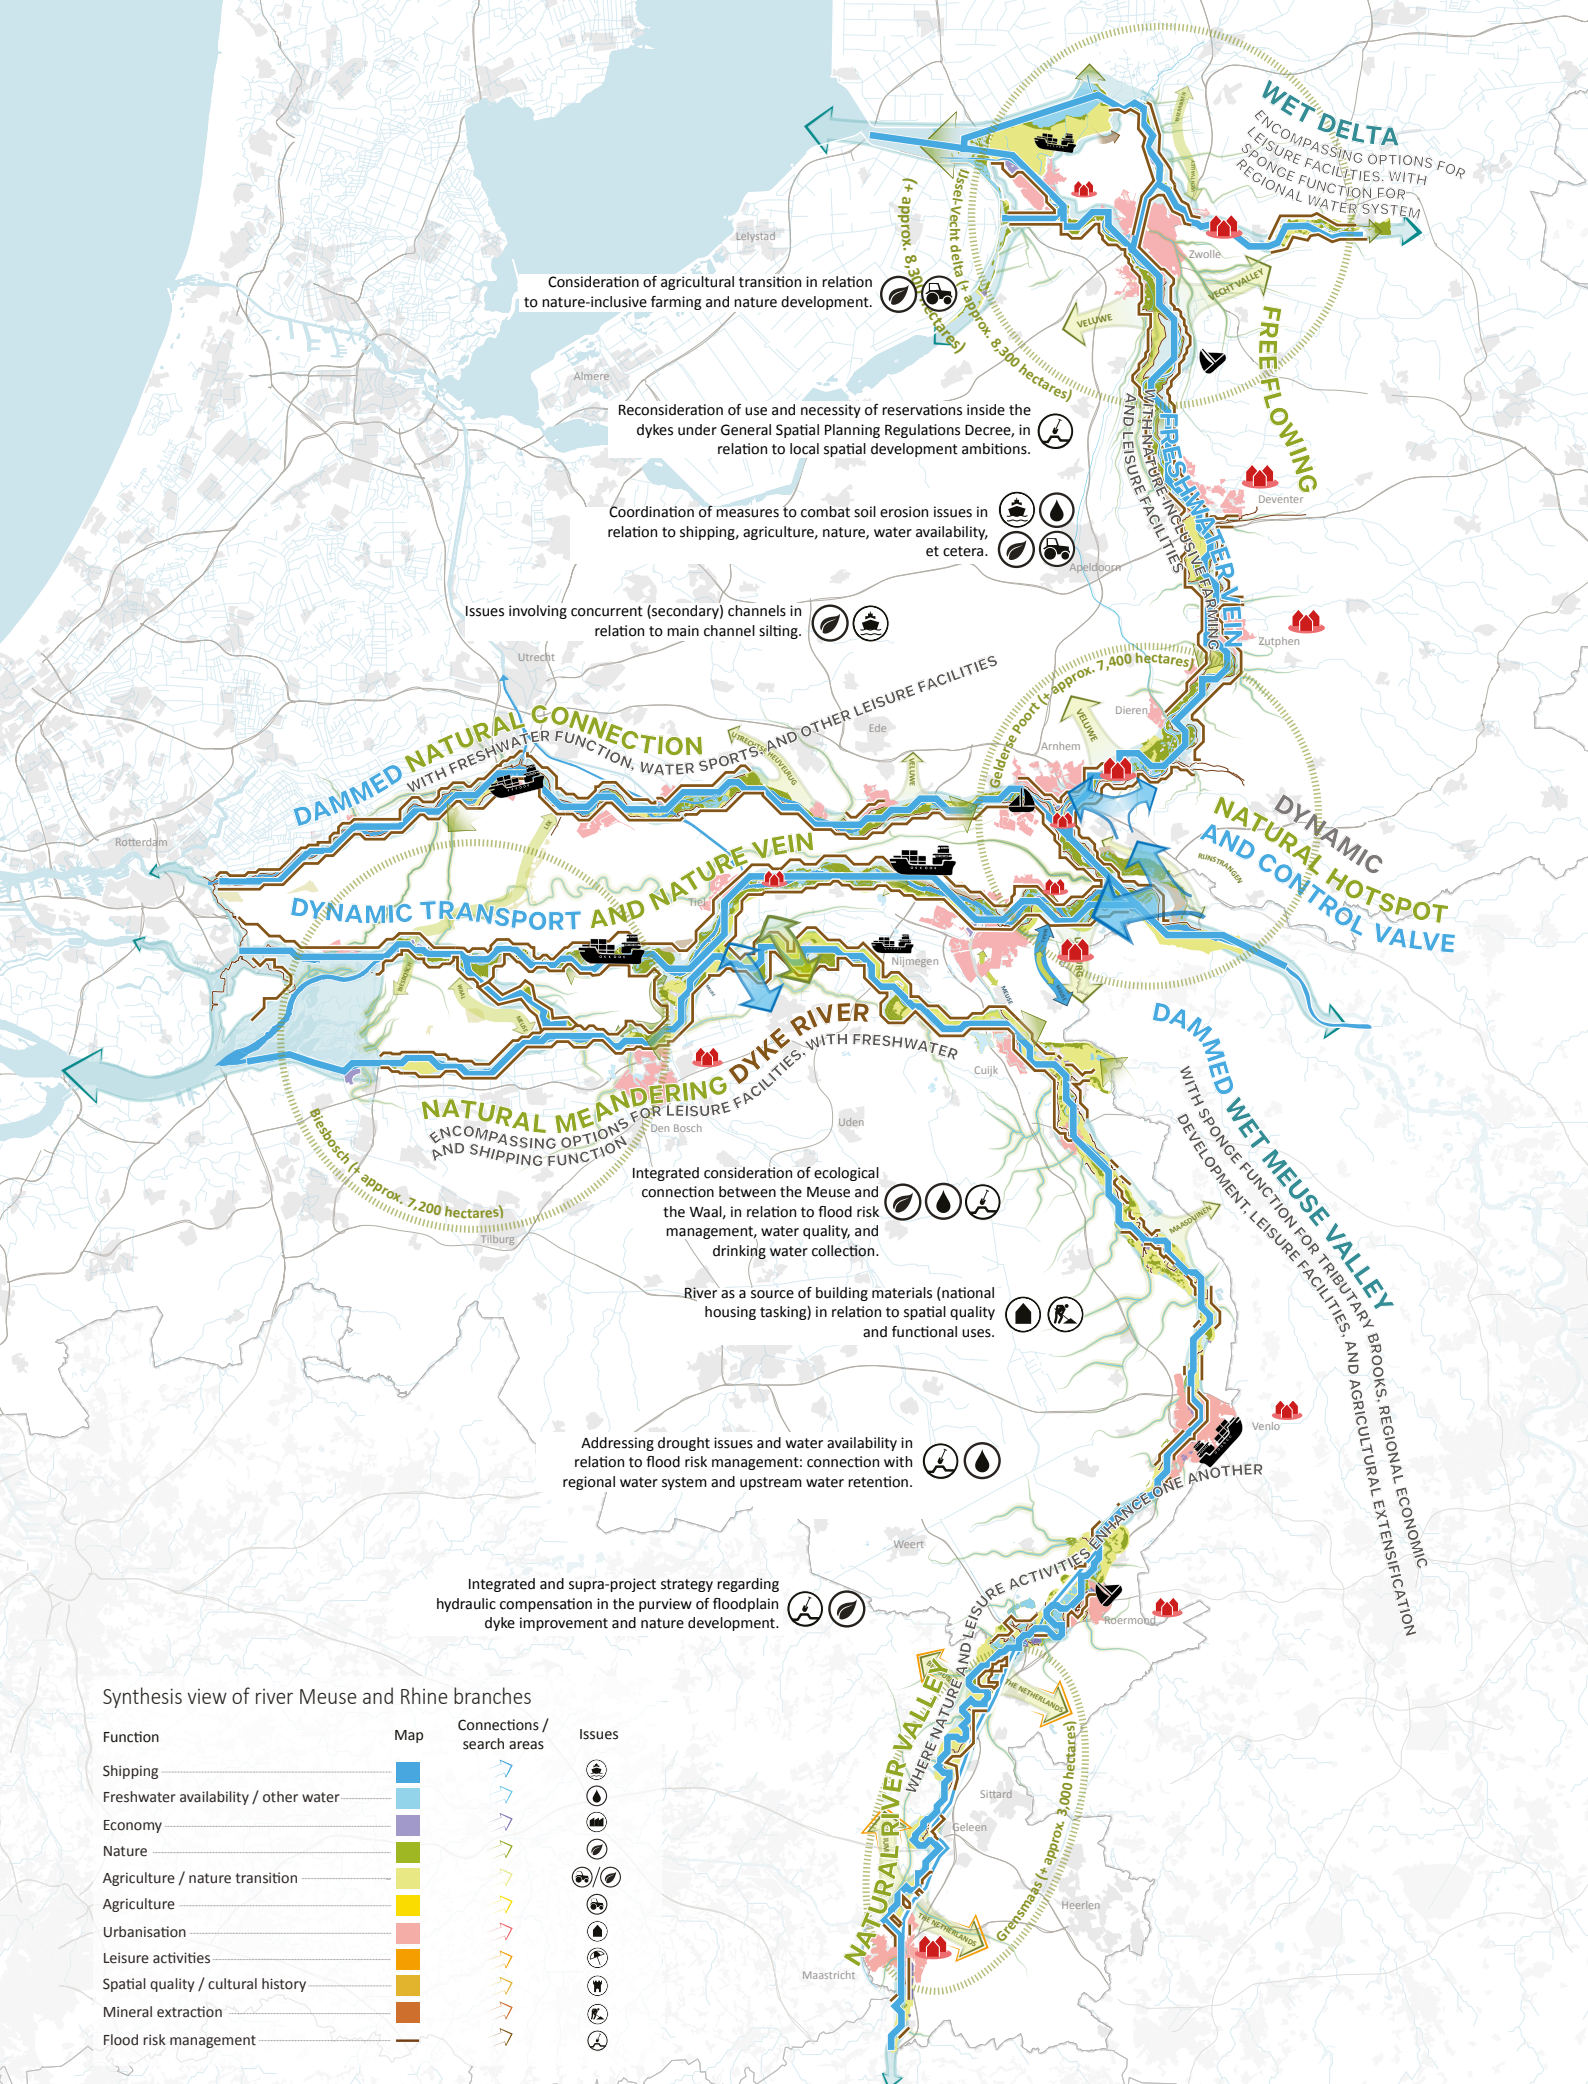 WET DELTA
ENCOMPASSING OPTIONS FOR
LEISURE FACILITIES. WITH
SPONGE FUNCTION FOR
REGIONAL WATER SYSTEM
IJssel-Vecht delta (+ approx. 8,300 hectares)
(+ approx. 8,300 hectares)
Lelystad
Zwolle
VECHT VALLEY
VELUWE
Consideration of agricultural transition in relation
to nature-inclusive farming and nature development.
FREE FLOWING
FRESHWATER VEIN
WITH NATURE-INCLUSIVE FARMING
AND LEISURE FACILITIES
Almere
Reconsideration of use and necessity of reservations inside the
dykes under General Spatial Planning Regulations Decree, in
relation to local spatial development ambitions.
Deventer
Coordination of measures to combat soil erosion issues in
relation to shipping, agriculture, nature, water availability,
et cetera.
Apeldoorn
Issues involving concurrent (secondary) channels in
relation to main channel silting.
Zutphen
Utrecht
Gelderse Poort (+ approx. 7,400 hectares)
Dieren
VELUWE
Ede
Arnhem
DAMMED NATURAL CONNECTION
WITH FRESHWATER FUNCTION, WATER SPORTS, AND OTHER LEISURE FACILITIES
UTRECHTSE HEUVELRUG
VELUWE
Rotterdam
DYNAMIC
NATURAL HOTSPOT
AND CONTROL VALVE
RIJNSTRANGEN
DYNAMIC TRANSPORT AND NATURE VEIN
Tiel
Nijmegen
MEUSE
NATURAL MEANDERING DYKE RIVER
ENCOMPASSING OPTIONS FOR LEISURE FACILITIES, WITH FRESHWATER
AND SHIPPING FUNCTION
Cuijk
Den Bosch
Uden
Biesbosch (+ approx. 7,200 hectares)
Tilburg
DAMMED WET MEUSE VALLEY
WITH SPONGE FUNCTION FOR TRIBUTARY BROOKS, REGIONAL ECONOMIC
DEVELOPMENT, LEISURE FACILITIES, AND AGRICULTURAL EXTENSIFICATION
Integrated consideration of ecological
connection between the Meuse and
the Waal, in relation to flood risk
management, water quality, and
drinking water collection.
MAASDUINEN
River as a source of building materials (national
housing tasking) in relation to spatial quality
and functional uses.
Venlo
Addressing drought issues and water availability in
relation to flood risk management: connection with
regional water system and upstream water retention.
Weert
Integrated and supra-project strategy regarding
hydraulic compensation in the purview of floodplain
dyke improvement and nature development.
Roermond
NATURAL RIVER VALLEY
WHERE NATURE AND LEISURE ACTIVITIES ENHANCE ONE ANOTHER
THE NETHERLANDS
Grensmaas (+ approx. 3,000 hectares)
Sittard
Geleen
Heerlen
THE NETHERLANDS
Maastricht
Synthesis view of river Meuse and Rhine branches
Function Map Connections / search areas Issues
Shipping
Freshwater availability / other water
Economy
Nature
Agriculture / nature transition
Agriculture
Urbanisation
Leisure activities
Spatial quality / cultural history
Mineral extraction
Flood risk management